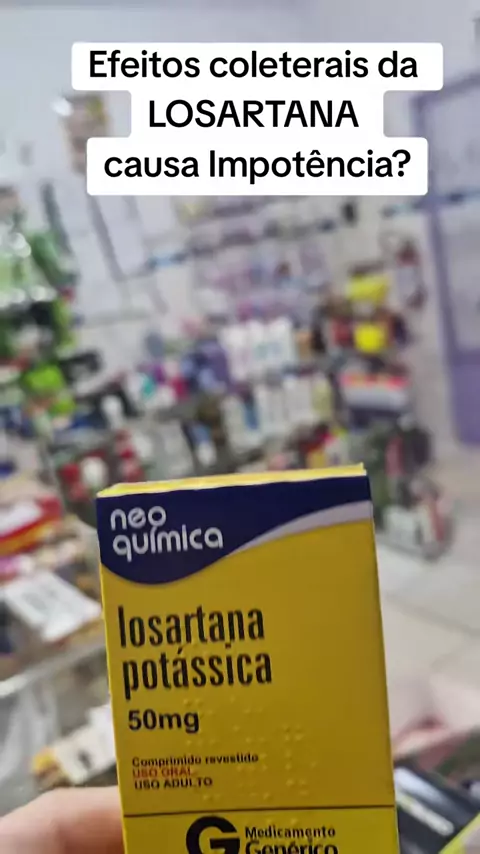 Efeitos coleterais da
LOSARTANA
causa Impotência?
neo
química
losartana
potássica
50mg
Comprimido revestido
USO ORAL
USO ADULTO
G Medicamento
Genérico